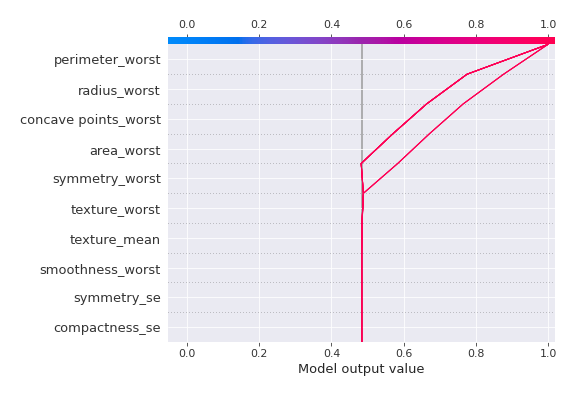 0.0 0.2 0.4 0.6 0.8 1.0
perimeter_worst
radius_worst
concave points_worst
area_worst
symmetry_worst
texture_worst
texture_mean
smoothness_worst
symmetry_se
compactness_se
0.0 0.2 0.4 0.6 0.8 1.0
Model output value